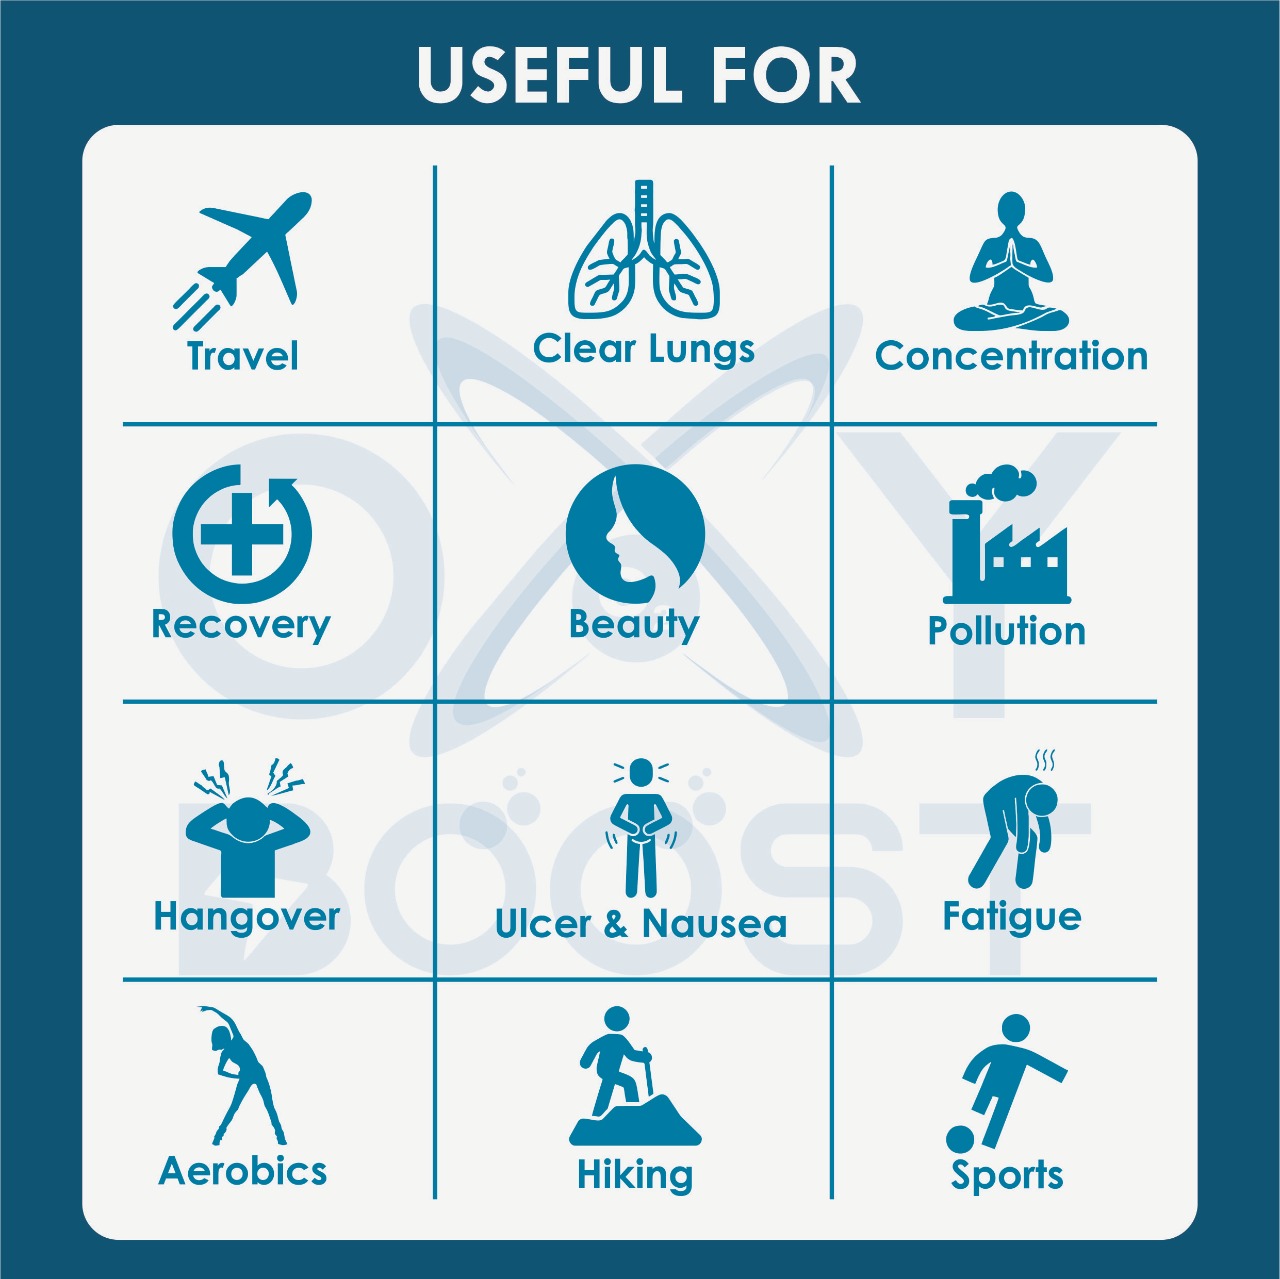 USEFUL FOR
Travel
Clear Lungs
Concentration
Recovery
Beauty
Pollution
Hangover
Ulcer & Nausea
Fatigue
Aerobics
Hiking
Sports
OXY
BOOST